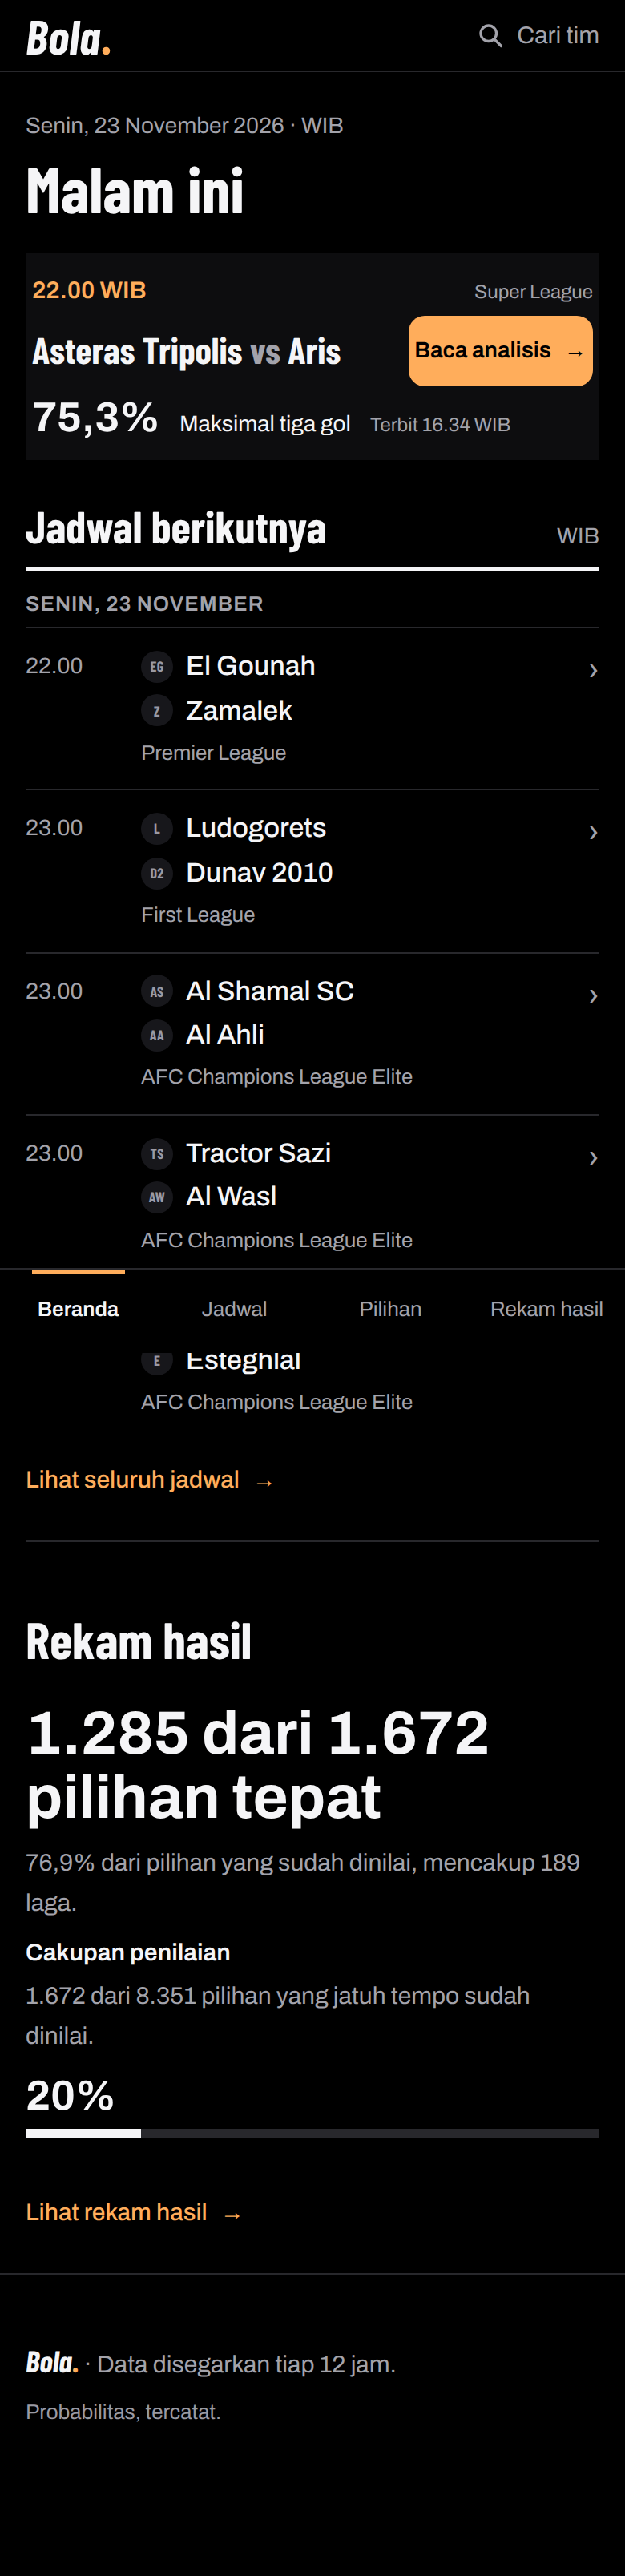 Bola.
Cari tim
Senin, 23 November 2026 · WIB
Malam ini
22.00 WIB
Super League
Asteras Tripolis vs Aris
Baca analisis →
75,3% Maksimal tiga gol Terbit 16.34 WIB
Jadwal berikutnya
WIB
SENIN, 23 NOVEMBER
22.00
EG El Gounah
›
Z Zamalek
Premier League
23.00
L Ludogorets
›
D2 Dunav 2010
First League
23.00
AS Al Shamal SC
›
AA Al Ahli
AFC Champions League Elite
23.00
TS Tractor Sazi
›
AW Al Wasl
AFC Champions League Elite
Beranda
Jadwal
Pilihan
Rekam hasil
E Esteghlal
AFC Champions League Elite
Lihat seluruh jadwal →
Rekam hasil
1.285 dari 1.672
pilihan tepat
76,9% dari pilihan yang sudah dinilai, mencakup 189
laga.
Cakupan penilaian
1.672 dari 8.351 pilihan yang jatuh tempo sudah
dinilai.
20%
Lihat rekam hasil →
Bola. · Data disegarkan tiap 12 jam.
Probabilitas, tercatat.